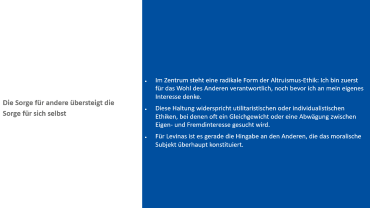 Die Sorge für andere übersteigt die
Sorge für sich selbst
• Im Zentrum steht eine radikale Form der Altruismus-Ethik: Ich bin zuerst
für das Wohl des Anderen verantwortlich, noch bevor ich an mein eigenes
Interesse denke.
• Diese Haltung widerspricht utilitaristischen oder individualistischen
Ethiken, bei denen oft ein Gleichgewicht oder eine Abwägung zwischen
Eigen- und Fremdinteresse gesucht wird.
• Für Levinas ist es gerade die Hingabe an den Anderen, die das moralische
Subjekt überhaupt konstituiert.